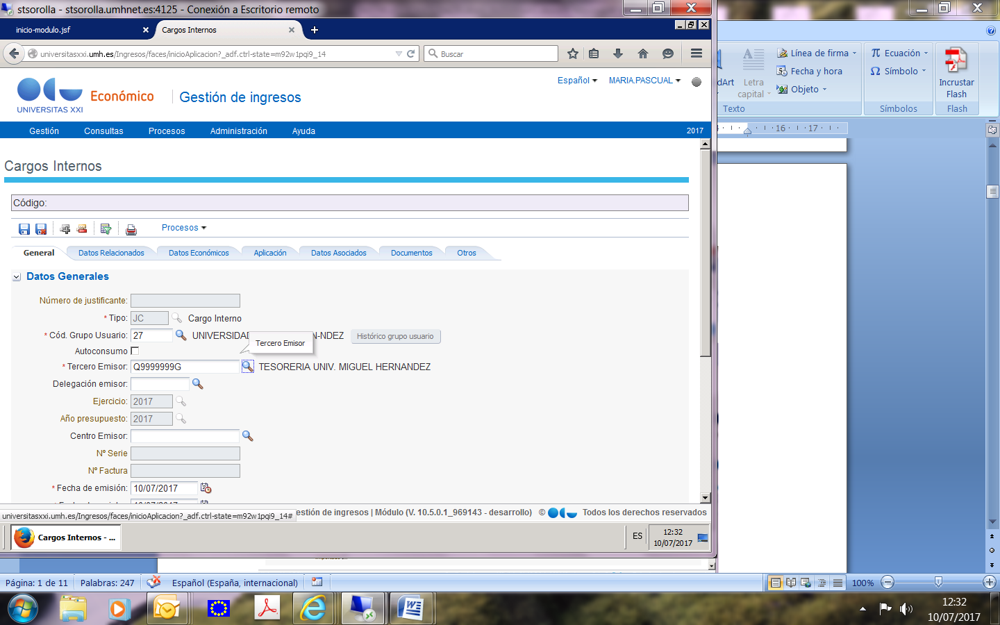 stsorolla - stsorolla.umhnet.es:4125 - Conexión a Escritorio remoto
inicio-modulo.jsf
Cargos Internos
universitasxxi.umh.es/Ingresos/faces/inicioAplicacion?_adf.ctrl-state=m92w1pqi9_14
Buscar
Español
MARIA.PASCUAL
UNIVERSITAS XXI
Económico
Gestión de ingresos
Gestión
Consultas
Procesos
Administración
Ayuda
2017
Cargos Internos
Código:
Procesos
General
Datos Relacionados
Datos Económicos
Aplicación
Datos Asociados
Documentos
Otros
Datos Generales
Número de justificante:
* Tipo: JC Cargo Interno
* Cód. Grupo Usuario: 27 UNIVERSIDAD N-NDEZ Histórico grupo usuario
Tercero Emisor
Autoconsumo
* Tercero Emisor: Q9999999G TESORERIA UNIV. MIGUEL HERNANDEZ
Delegación emisor:
Ejercicio: 2017
Año presupuesto: 2017
Centro Emisor:
Nº Serie
Nº Factura
* Fecha de emisión: 10/07/2017
universitasxxi.umh.es/Ingresos/faces/inicioAplicacion?_adf.ctrl-state=m92w1pqi9_14#
estión de ingresos | Módulo (V. 10.5.0.1_969143 - desarrollo) © Todos los derechos reservados
Cargos Internos - ...
ES
12:32
10/07/2017
Línea de firma
Fecha y hora
Objeto
dArt
Letra
capital
Texto
Ecuación
Símbolo
Símbolos
Incrustar
Flash
Flash
16
17
Página: 1 de 11
Palabras: 247
Español (España, internacional)
100%
12:32
10/07/2017